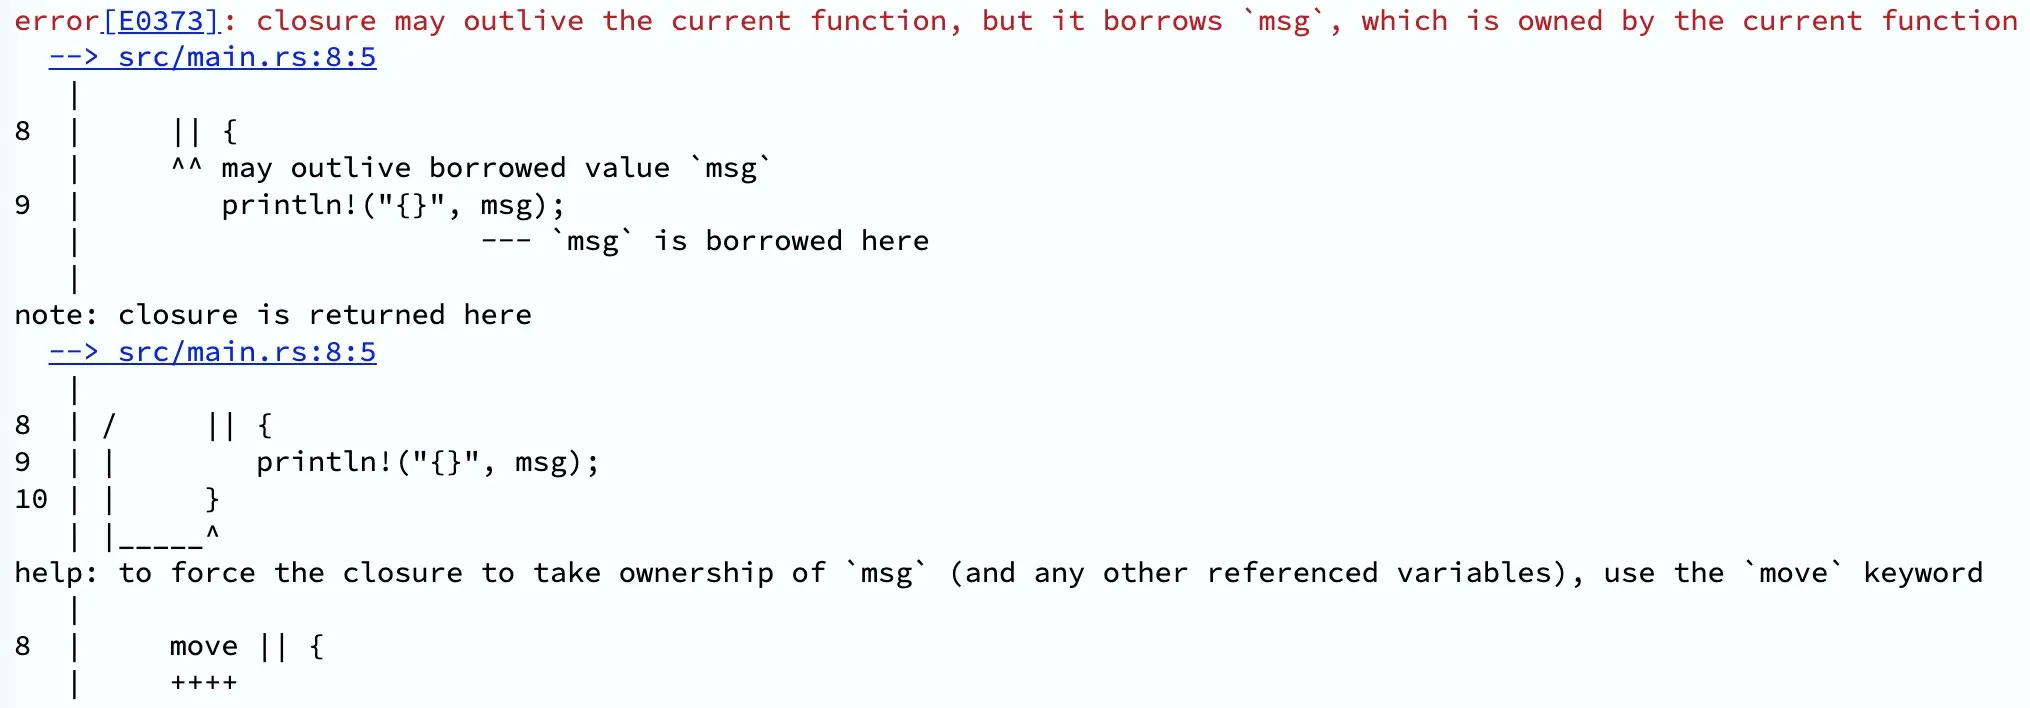 error[E0373]: closure may outlive the current function, but it borrows `msg`, which is owned by the current function
  --> src/main.rs:8:5
   |
8  |     || {
   |     ^^ may outlive borrowed value `msg`
9  |        println!("{}", msg);
   |                       --- `msg` is borrowed here
   |
note: closure is returned here
  --> src/main.rs:8:5
   |
8  | /     || {
9  | |        println!("{}", msg);
10 | |     }
   | |_____^
help: to force the closure to take ownership of `msg` (and any other referenced variables), use the `move` keyword
   |
8  |     move || {
   |     ++++